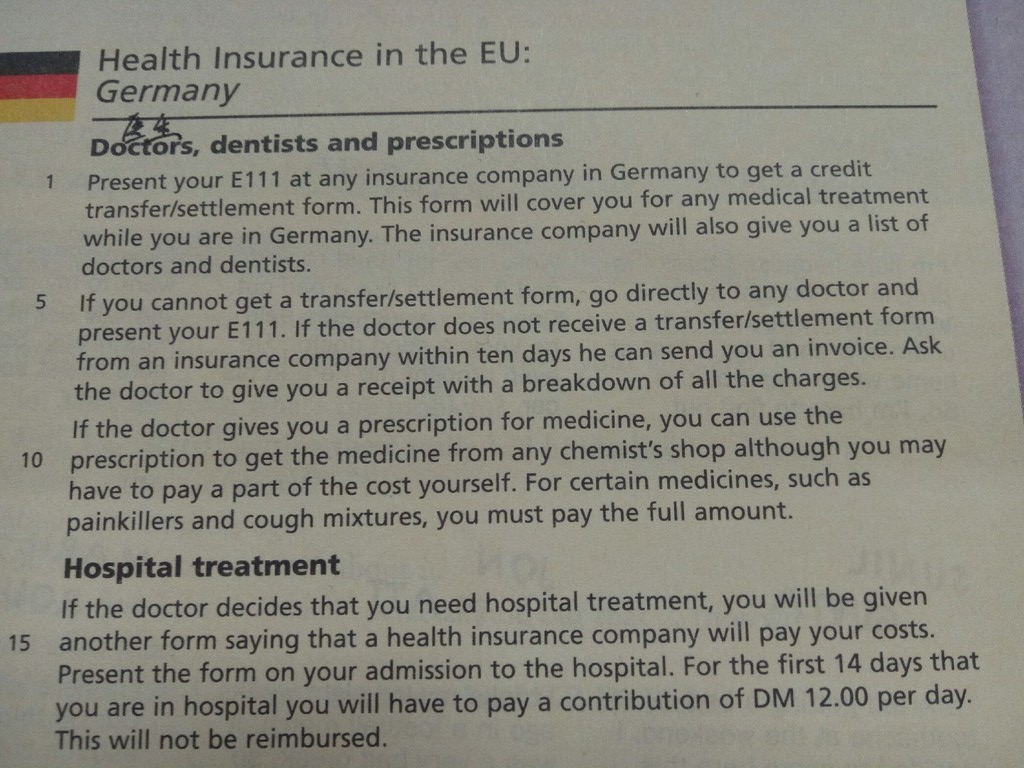 Health Insurance in the EU:
Germany
Doctors, dentists and prescriptions
1 Present your E111 at any insurance company in Germany to get a credit
transfer/settlement form. This form will cover you for any medical treatment
while you are in Germany. The insurance company will also give you a list of
doctors and dentists.
5 If you cannot get a transfer/settlement form, go directly to any doctor and
present your E111. If the doctor does not receive a transfer/settlement form
from an insurance company within ten days he can send you an invoice. Ask
the doctor to give you a receipt with a breakdown of all the charges.
If the doctor gives you a prescription for medicine, you can use the
10 prescription to get the medicine from any chemist's shop although you may
have to pay a part of the cost yourself. For certain medicines, such as
painkillers and cough mixtures, you must pay the full amount.
Hospital treatment
If the doctor decides that you need hospital treatment, you will be given
15 another form saying that a health insurance company will pay your costs.
Present the form on your admission to the hospital. For the first 14 days that
you are in hospital you will have to pay a contribution of DM 12.00 per day.
This will not be reimbursed.